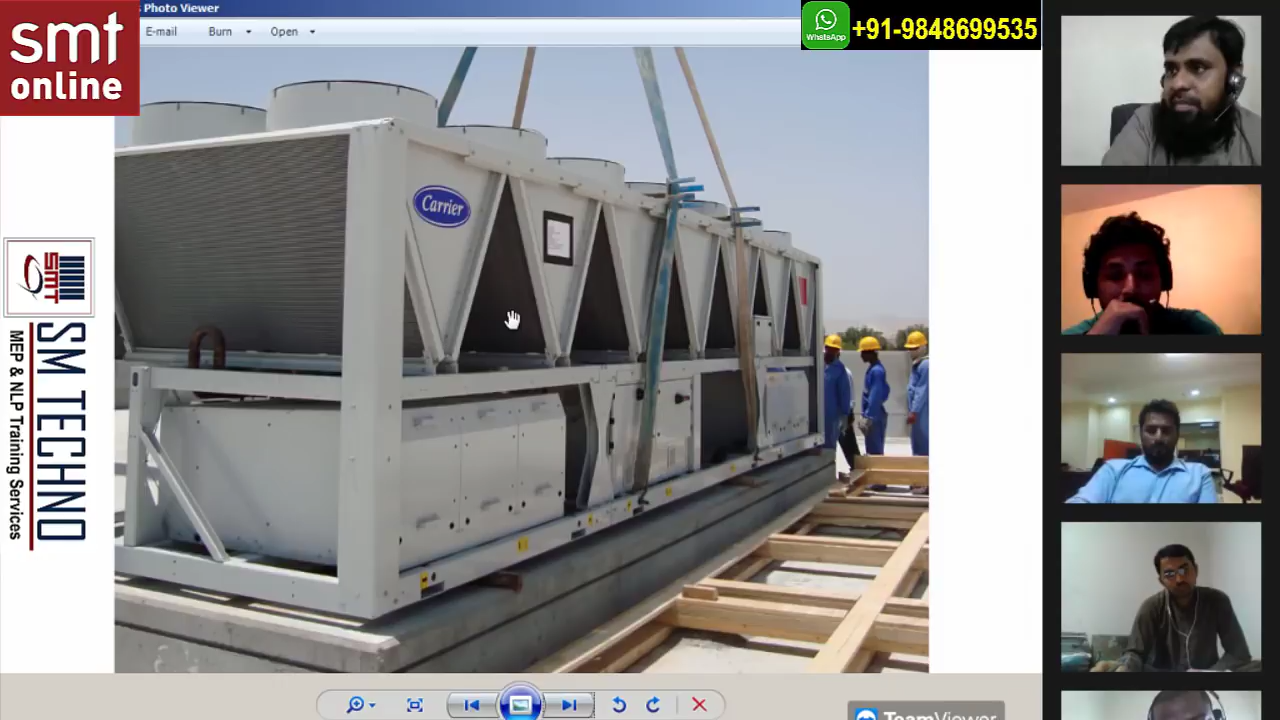 smt
online
Photo Viewer
E-mail
Burn
Open
WhatsApp
+91-9848699535
Carrier
SMT
SM TECHNO
MEP & NLP Training Services
TeamViewer